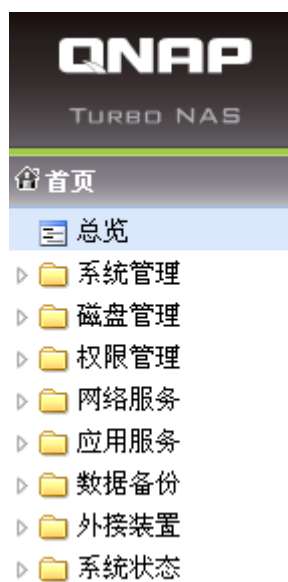 QNAP
TURBO NAS
首页
总览
系统管理
磁盘管理
权限管理
网络服务
应用服务
数据备份
外接装置
系统状态